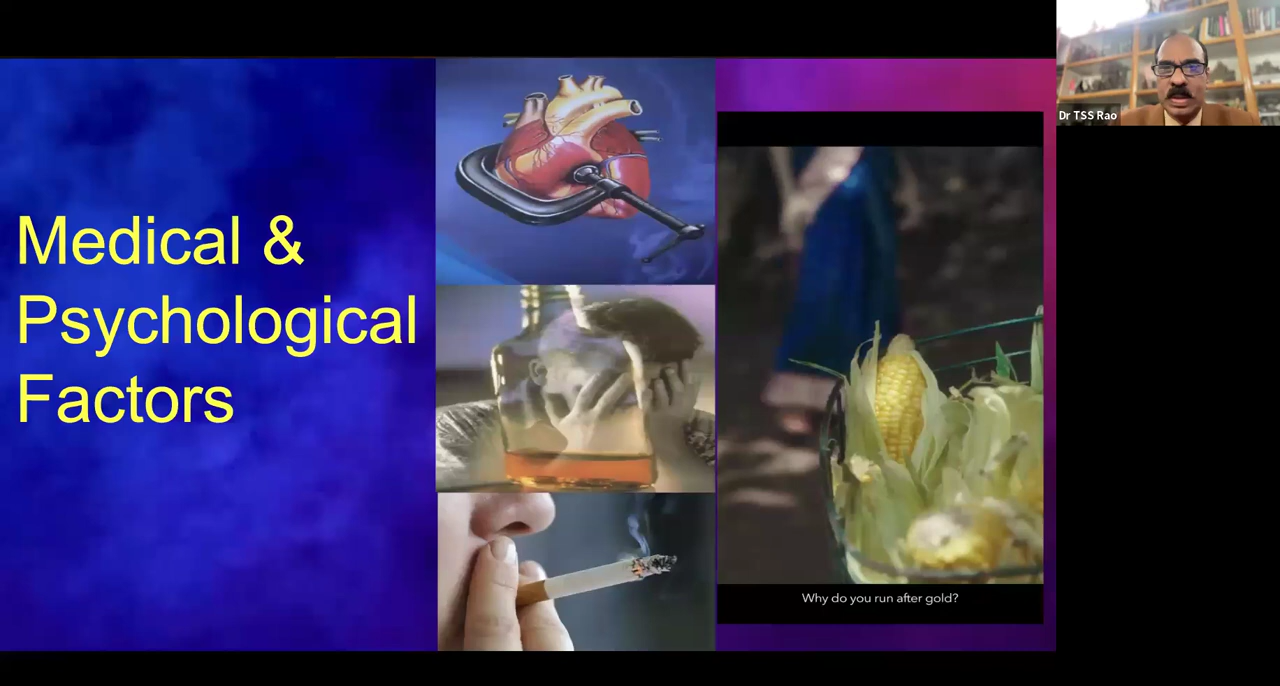 Medical &
Psychological
Factors
Why do you run after gold?
Dr TSS Rao